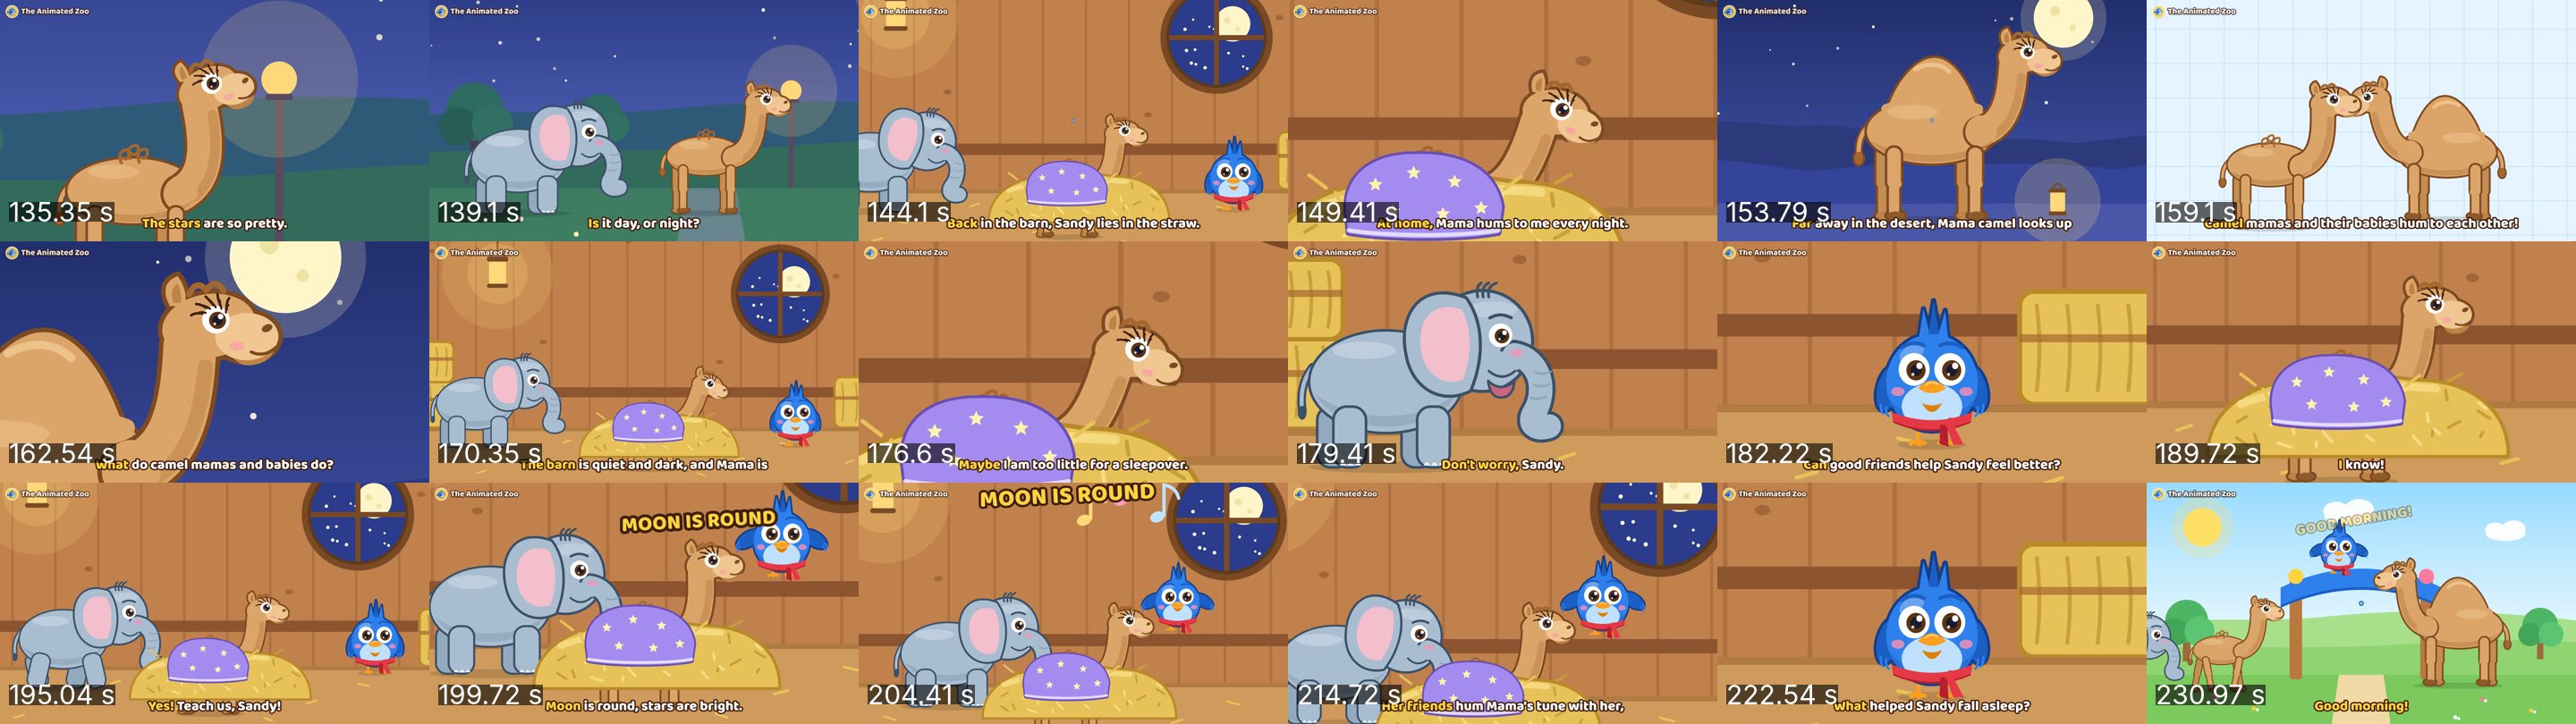 The Animated Zoo
135.35 s
The stars are so pretty.
The Animated Zoo
139.1 s
Is it day, or night?
The Animated Zoo
144.1 s
Back in the barn, Sandy lies in the straw.
The Animated Zoo
149.41 s
At home, Mama hums to me every night.
The Animated Zoo
153.79 s
Far away in the desert, Mama camel looks up
The Animated Zoo
159.1 s
Camel mamas and their babies hum to each other!
The Animated Zoo
162.54 s
What do camel mamas and babies do?
The Animated Zoo
170.35 s
The barn is quiet and dark, and Mama is
The Animated Zoo
176.6 s
Maybe I am too little for a sleepover.
The Animated Zoo
179.41 s
Don't worry, Sandy.
The Animated Zoo
182.22 s
Can good friends help Sandy feel better?
The Animated Zoo
189.72 s
I know!
The Animated Zoo
195.04 s
Yes! Teach us, Sandy!
The Animated Zoo
MOON IS ROUND
199.72 s
Moon is round, stars are bright.
The Animated Zoo
MOON IS ROUND
204.41 s
The Animated Zoo
214.72 s
Her friends hum Mama's tune with her,
The Animated Zoo
222.54 s
What helped Sandy fall asleep?
The Animated Zoo
GOOD MORNING!
230.97 s
Good morning!